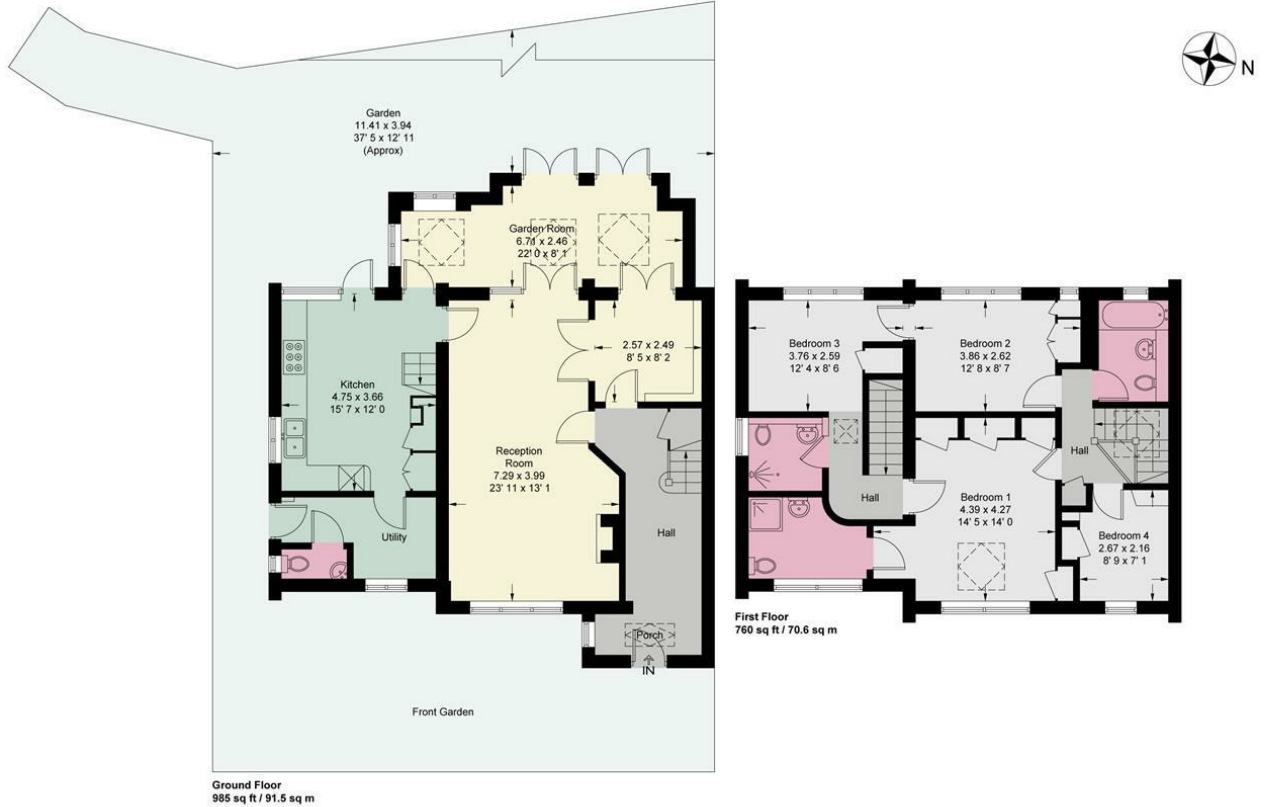 N
Garden
11.41 x 3.94
37' 5 x 12' 11
(Approx)
Garden Room
6.71 x 2.46
22' 0 x 8' 1
2.57 x 2.49
8' 5 x 8' 2
Kitchen
4.75 x 3.66
15' 7 x 12' 0
Reception
Room
7.29 x 3.99
23' 11 x 13' 1
Hall
Utility
Porch
IN
Front Garden
Ground Floor
985 sq ft / 91.5 sq m
Bedroom 3
3.76 x 2.59
12' 4 x 8' 6
Bedroom 2
3.86 x 2.62
12' 8 x 8' 7
Hall
Hall
Bedroom 1
4.39 x 4.27
14' 5 x 14' 0
Bedroom 4
2.67 x 2.16
8' 9 x 7' 1
First Floor
760 sq ft / 70.6 sq m